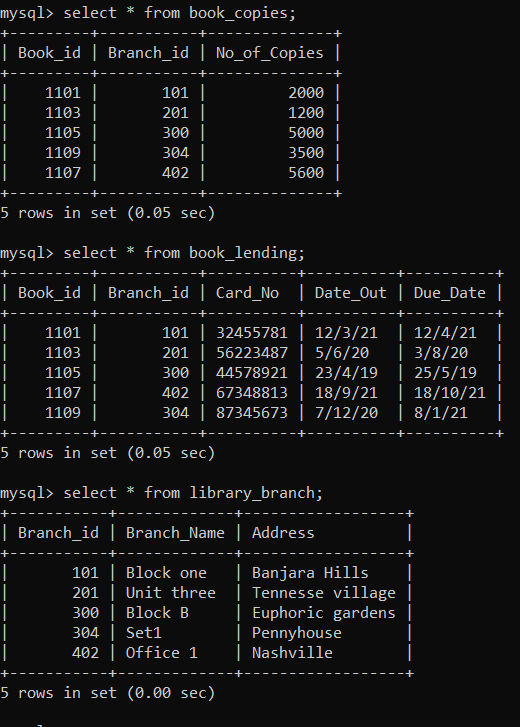 mysql> select * from book_copies;
+---------+-----------+--------------+
| Book_id | Branch_id | No_of_Copies |
+---------+-----------+--------------+
|    1101 |       101 |         2000 |
|    1103 |       201 |         1200 |
|    1105 |       300 |         5000 |
|    1109 |       304 |         3500 |
|    1107 |       402 |         5600 |
+---------+-----------+--------------+
5 rows in set (0.05 sec)

mysql> select * from book_lending;
+---------+-----------+----------+----------+----------+
| Book_id | Branch_id | Card_No  | Date_Out | Due_Date |
+---------+-----------+----------+----------+----------+
|    1101 |       101 | 32455781 | 12/3/21  | 12/4/21  |
|    1103 |       201 | 56223487 | 5/6/20   | 3/8/20   |
|    1105 |       300 | 44578921 | 23/4/19  | 25/5/19  |
|    1107 |       402 | 67348813 | 18/9/21  | 18/10/21 |
|    1109 |       304 | 87345673 | 7/12/20  | 8/1/21   |
+---------+-----------+----------+----------+----------+
5 rows in set (0.05 sec)

mysql> select * from library_branch;
+-----------+-------------+------------------+
| Branch_id | Branch_Name | Address          |
+-----------+-------------+------------------+
|       101 | Block one   | Banjara Hills    |
|       201 | Unit three  | Tennesse village |
|       300 | Block B     | Euphoric gardens |
|       304 | Set1        | Pennyhouse       |
|       402 | Office 1    | Nashville        |
+-----------+-------------+------------------+
5 rows in set (0.00 sec)